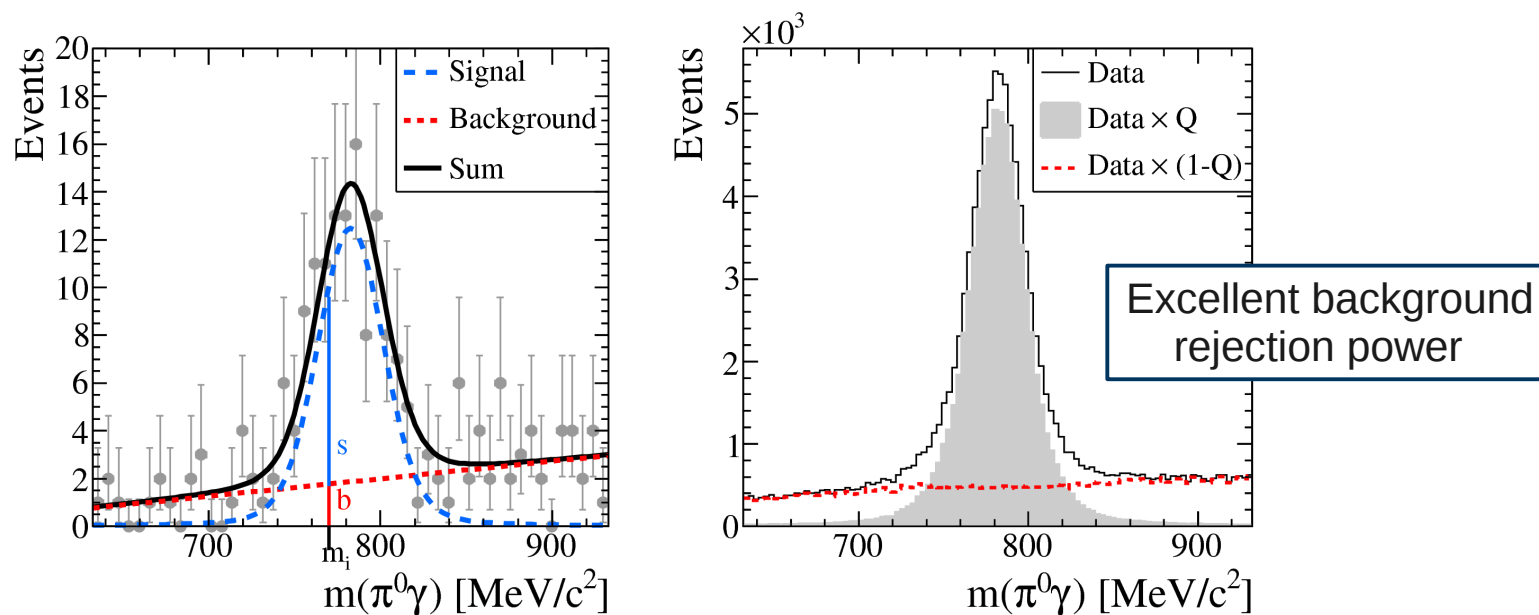 Events
20
18
16
14
12
10
8
6
4
2
0
Signal
Background
Sum
s
b
700
800
900
mᵢ
m(π⁰γ) [MeV/c²]
×10³
Events
5
4
3
2
1
0
Data
Data × Q
Data × (1-Q)
700
800
900
m(π⁰γ) [MeV/c²]
Excellent background
rejection power